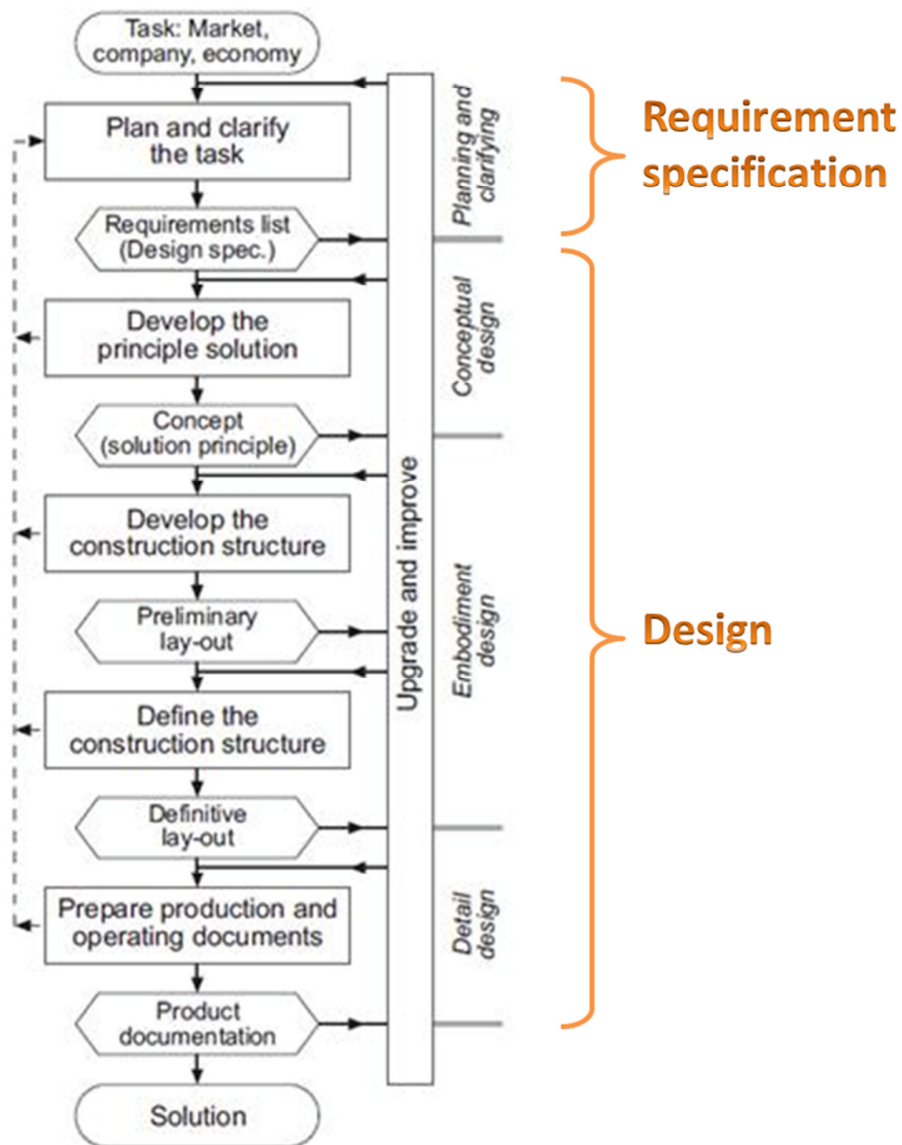 Task: Market,
company, economy
Plan and clarify
the task
Requirements list
(Design spec.)
Develop the
principle solution
Concept
(solution principle)
Develop the
construction structure
Preliminary
lay-out
Define the
construction structure
Definitive
lay-out
Prepare production and
operating documents
Product
documentation
Solution
Upgrade and improve
Planning and
clarifying
Conceptual
design
Embodiment
design
Detail
design
Requirement
specification
Design